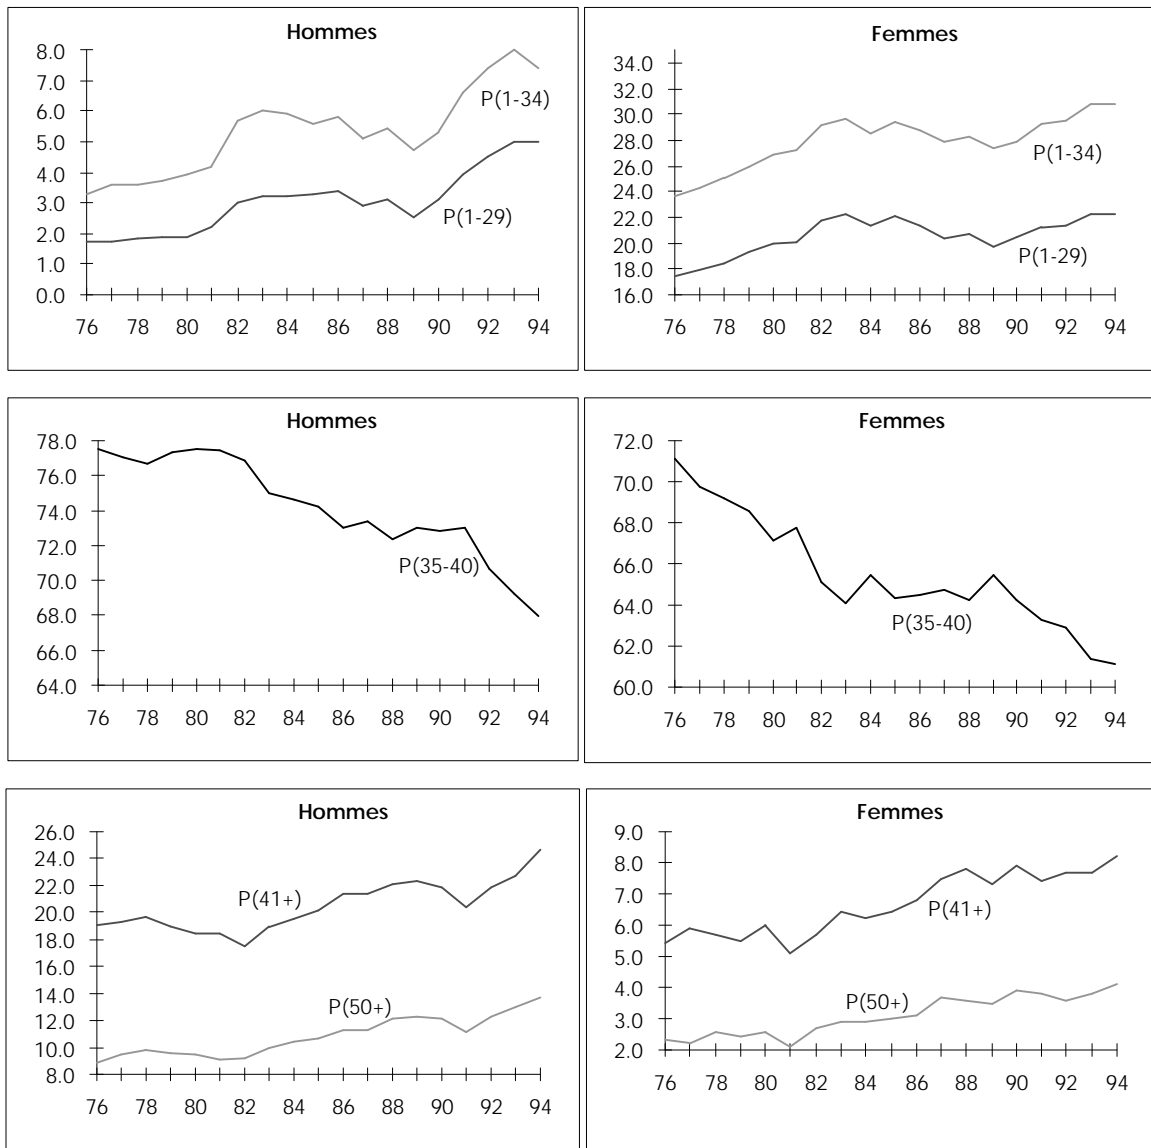 Hommes
8.0
7.0
6.0
5.0
4.0
3.0
2.0
1.0
0.0
P(1-34)
P(1-29)
76 78 80 82 84 86 88 90 92 94
Femmes
34.0
32.0
30.0
28.0
26.0
24.0
22.0
20.0
18.0
16.0
P(1-34)
P(1-29)
76 78 80 82 84 86 88 90 92 94
Hommes
78.0
76.0
74.0
72.0
70.0
68.0
66.0
64.0
P(35-40)
76 78 80 82 84 86 88 90 92 94
Femmes
72.0
70.0
68.0
66.0
64.0
62.0
60.0
P(35-40)
76 78 80 82 84 86 88 90 92 94
Hommes
26.0
24.0
22.0
20.0
18.0
16.0
14.0
12.0
10.0
8.0
P(41+)
P(50+)
76 78 80 82 84 86 88 90 92 94
Femmes
9.0
8.0
7.0
6.0
5.0
4.0
3.0
2.0
P(41+)
P(50+)
76 78 80 82 84 86 88 90 92 94